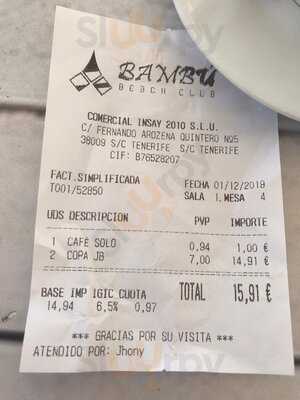 BAMBÚ
BEACH CLUB
COMERCIAL INSAY 2010 S.L.U.
C/ FERNANDO AROZENA QUINTERO Nº5
38009 S/C TENERIFE S/C TENERIFE
CIF: B76528207
FACT.SIMPLIFICADA FECHA 01/12/2018
T001/52850 SALA 1.MESA 4
UDS DESCRIPCION PVP IMPORTE
1 CAFÉ SOLO 0,94 1,00 €
2 COPA JB 7,00 14,91 €
BASE IMP IGIC CUOTA TOTAL 15,91 €
14,94 6,5% 0,97
*** GRACIAS POR SU VISITA ***
ATENDIDO POR: Jhony